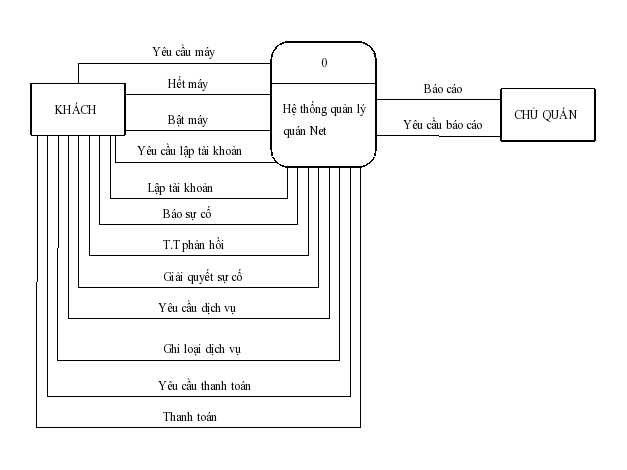 Yêu cầu máy
0
Hết máy
Báo cáo
KHÁCH
Hệ thống quản lý
quán Net
CHỦ QUÁN
Bật máy
Yêu cầu báo cáo
Yêu cầu lập tài khoản
Lập tài khoản
Báo sự cố
T.T phản hồi
Giải quyết sự cố
Yêu cầu dịch vụ
Ghi loại dịch vụ
Yêu cầu thanh toán
Thanh toán